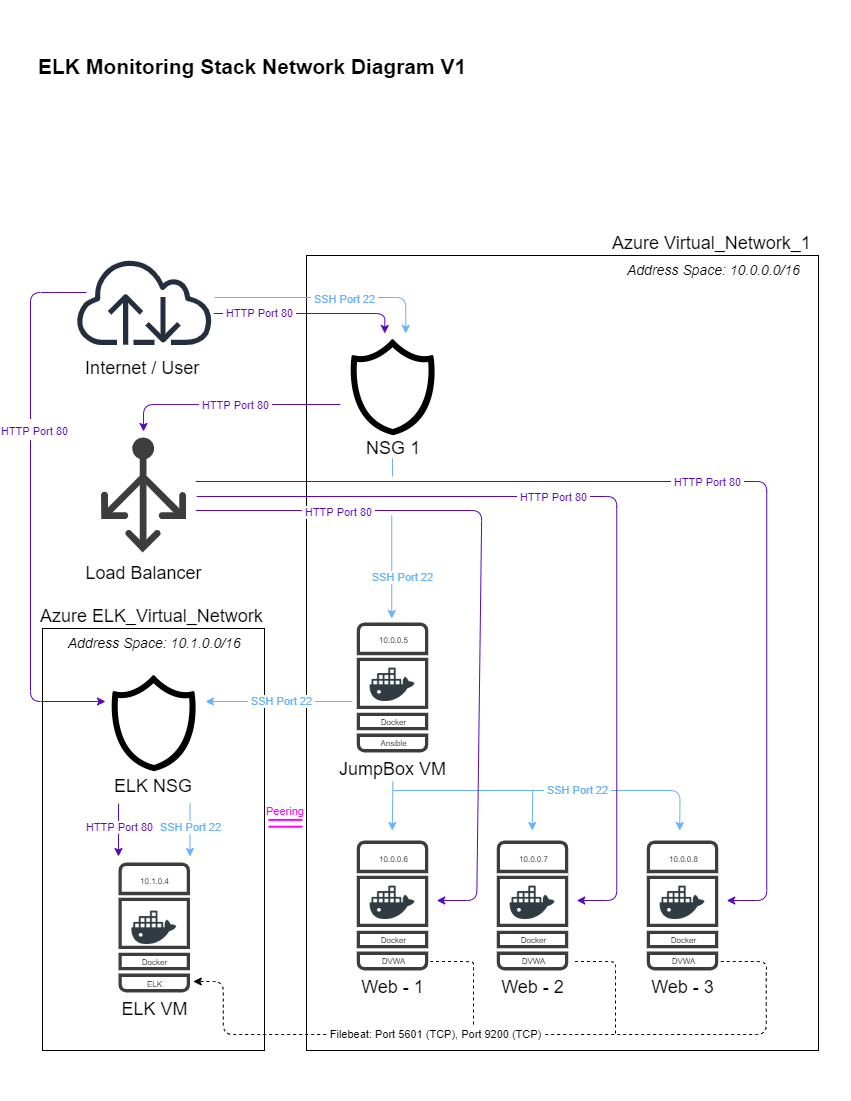 ELK Monitoring Stack Network Diagram V1
Azure Virtual_Network_1
Address Space: 10.0.0.0/16
SSH Port 22
HTTP Port 80
Internet / User
HTTP Port 80
HTTP Port 80
NSG 1
HTTP Port 80
HTTP Port 80
HTTP Port 80
Load Balancer
SSH Port 22
Azure ELK_Virtual_Network
Address Space: 10.1.0.0/16
10.0.0.5
SSH Port 22
Docker
Ansible
JumpBox VM
ELK NSG
SSH Port 22
Peering
HTTP Port 80
SSH Port 22
10.0.0.6
10.0.0.7
10.0.0.8
10.1.0.4
Docker
Docker
Docker
Docker
DVWA
DVWA
DVWA
ELK
Web - 1
Web - 2
Web - 3
ELK VM
Filebeat: Port 5601 (TCP), Port 9200 (TCP)